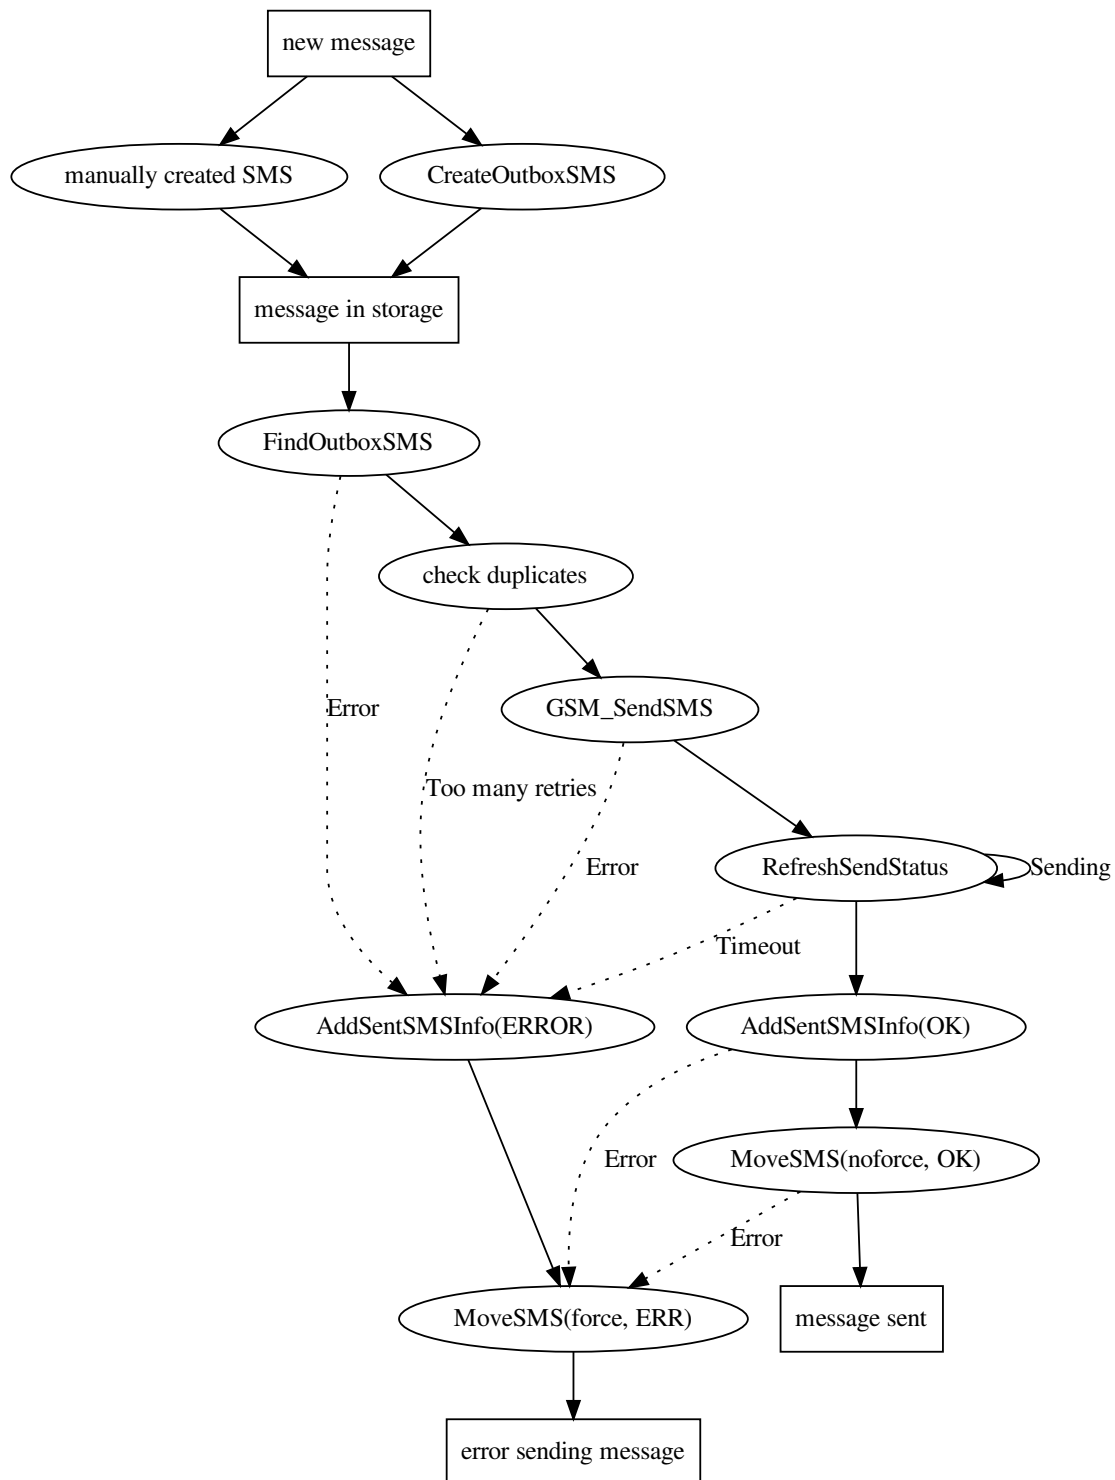 new message
manually created SMS
CreateOutboxSMS
message in storage
FindOutboxSMS
check duplicates
Error
GSM_SendSMS
Too many retries
Error
RefreshSendStatus
Sending
Timeout
AddSentSMSInfo(ERROR)
AddSentSMSInfo(OK)
Error
MoveSMS(noforce, OK)
Error
MoveSMS(force, ERR)
message sent
error sending message